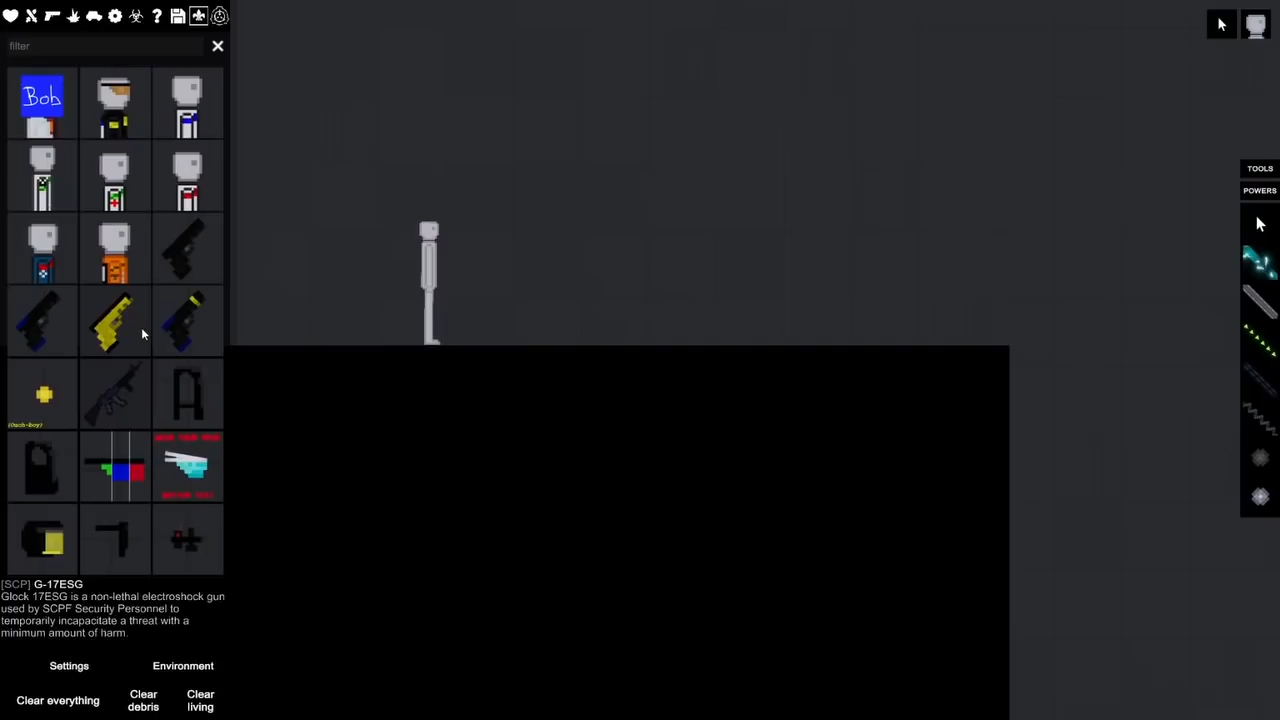 filter
Bob
TOOLS
POWERS
(Ouch-boy)
[SCP] G-17ESG
Glock 17ESG is a non-lethal electroshock gun
used by SCPF Security Personnel to
temporarily incapacitate a threat with a
minimum amount of harm.
Settings
Environment
Clear everything
Clear
debris
Clear
living